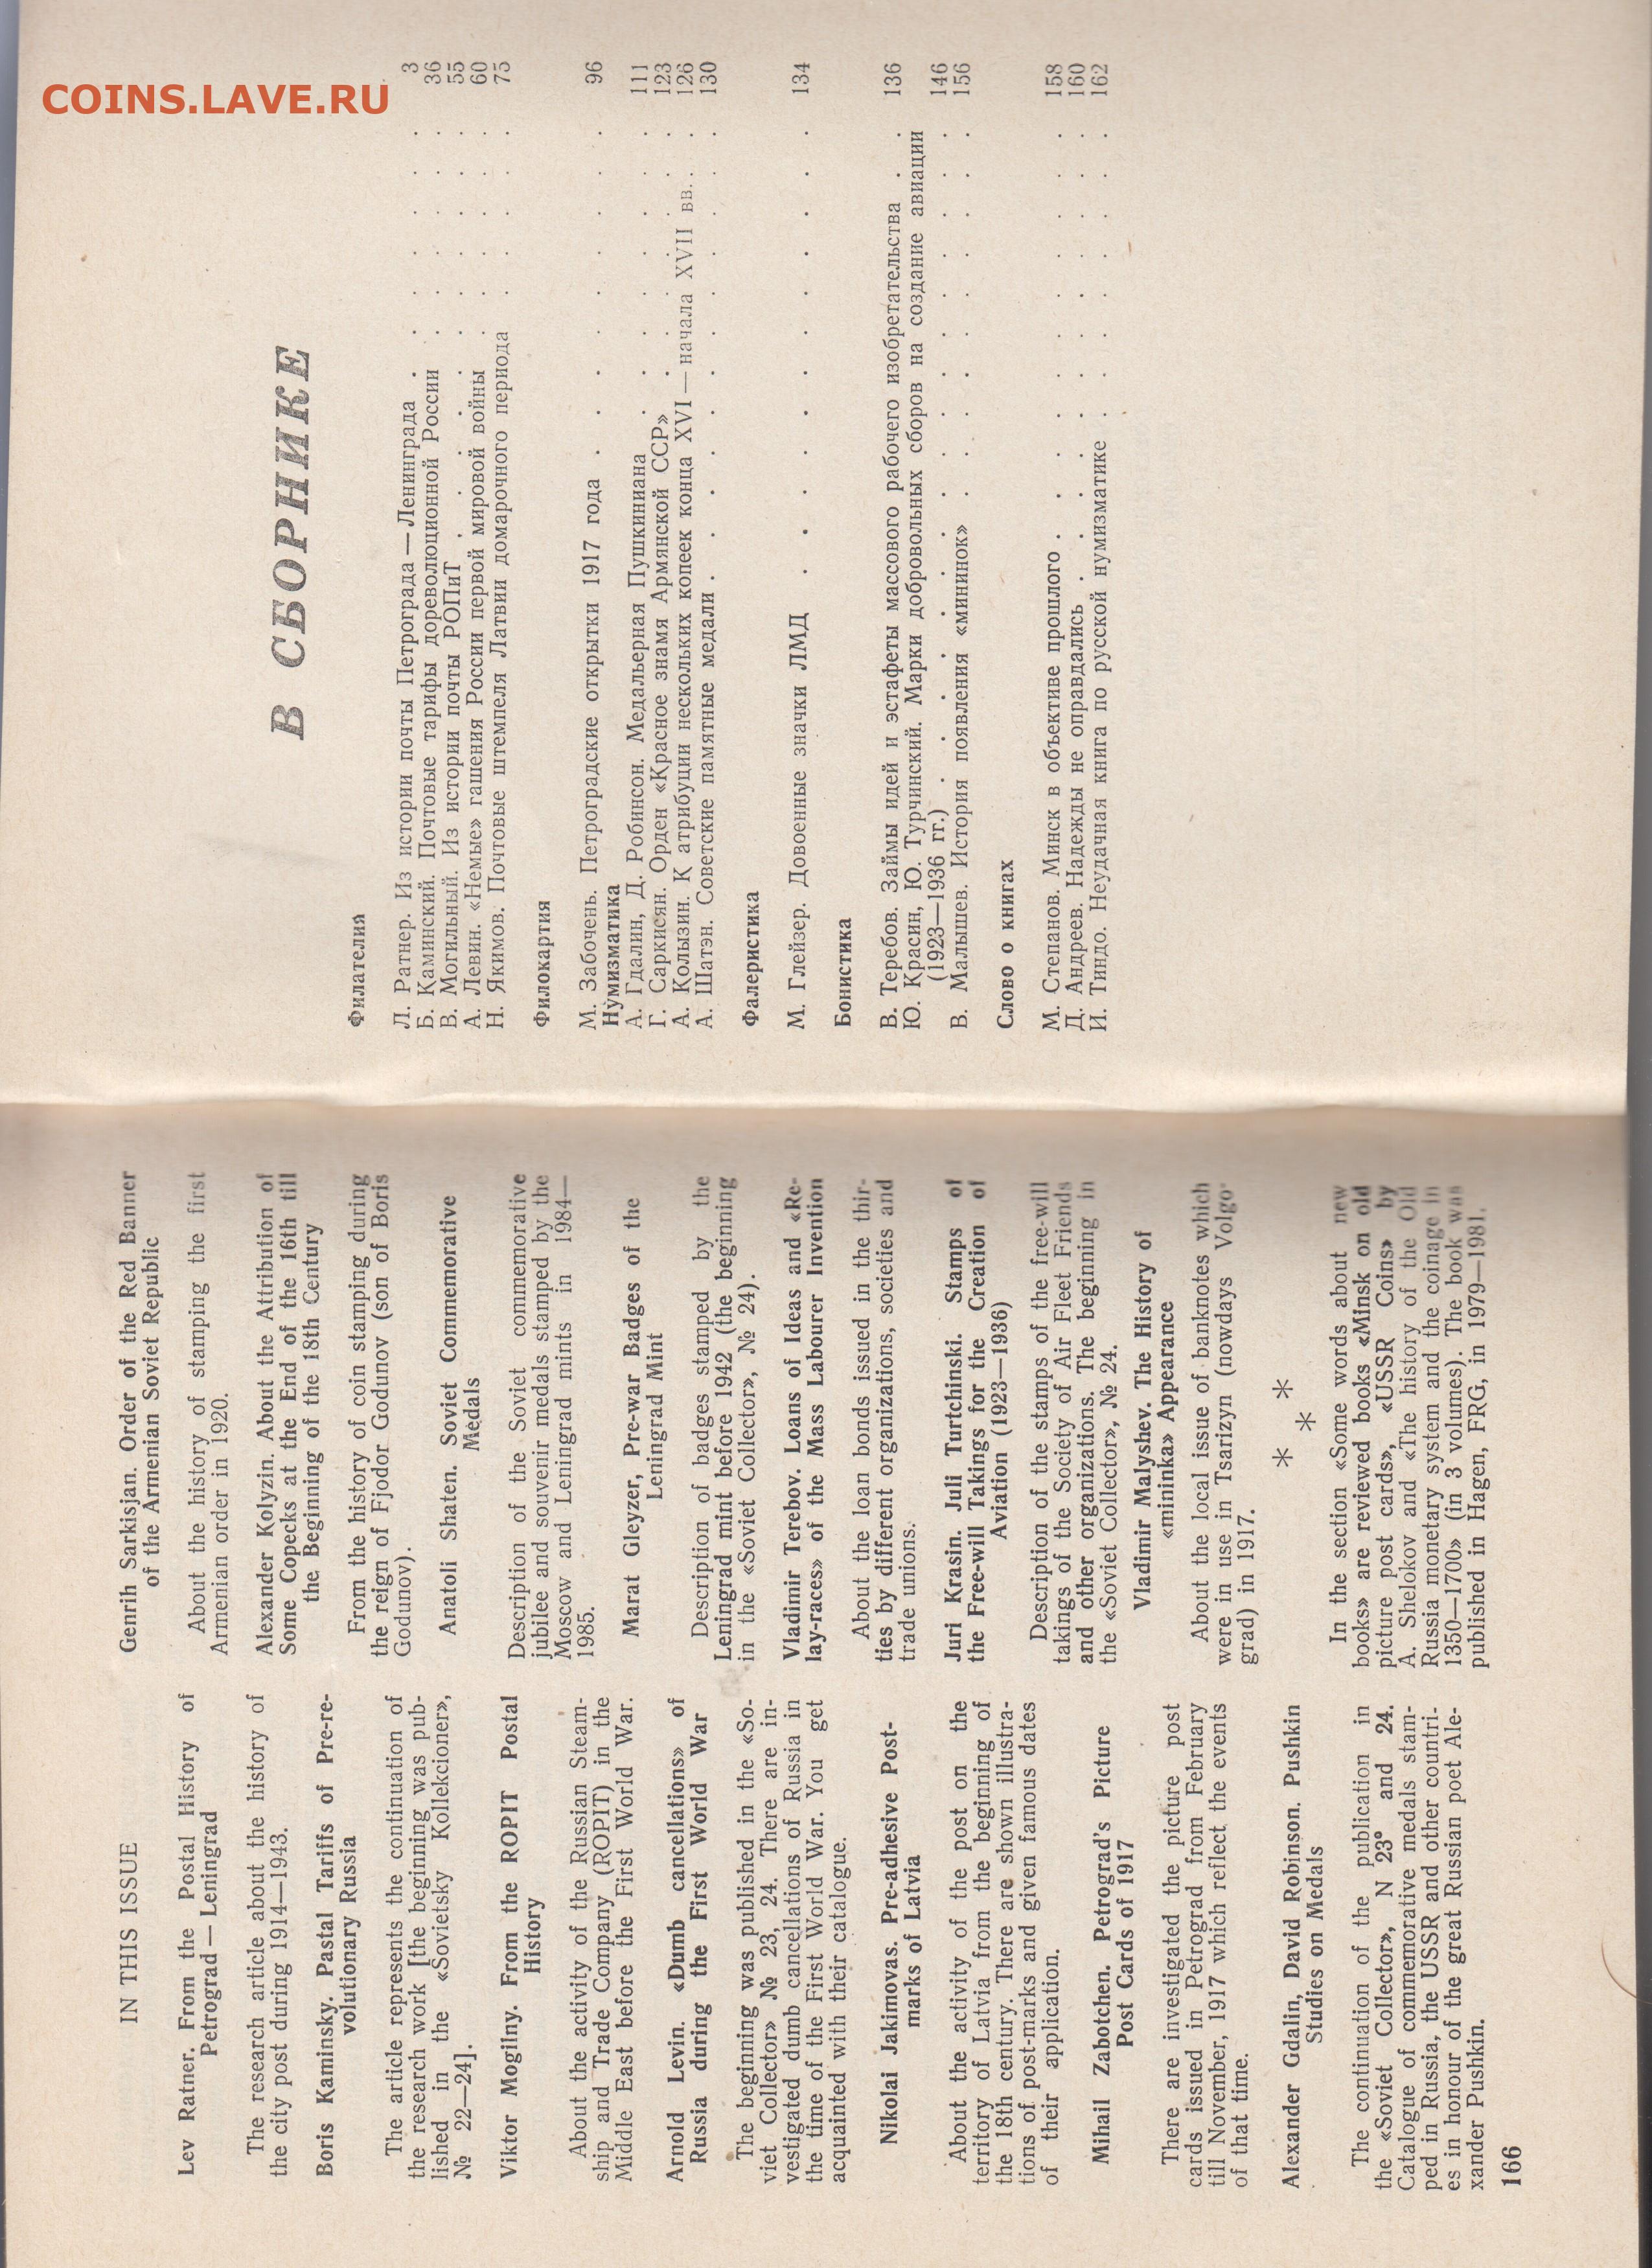 COINS.LAVE.RU
IN THIS ISSUE
Lev Ratner. From the Postal History of
Petrograd — Leningrad
The research article about the history of
the city post during 1914—1943.
Boris Kaminsky. Pastal Tariffs of Pre-re-
volutionary Russia
The article represents the continuation of
the research work [the beginning was pub-
lished in the «Sovietsky Kollekcioner»,
№ 22—24].
Viktor Mogilny. From the ROPIT Postal
History
About the activity of the Russian Steam-
ship and Trade Company (ROPIT) in the
Middle East before the First World War.
Arnold Levin. «Dumb cancellations» of
Russia during the First World War
The beginning was published in the «So-
viet Collector» № 23, 24. There are in-
vestigated dumb cancellations of Russia in
the time of the First World War. You get
acquainted with their catalogue.
Nikolai Jakimovas. Pre-adhesive Post-
marks of Latvia
About the activity of the post on the
territory of Latvia from the beginning of
the 18th century. There are shown illustra-
tions of post-marks and given famous dates
of their application.
Mihail Zabotchen. Petrograd's Picture
Post Cards of 1917
There are investigated the picture post
cards issued in Petrograd from February
till November, 1917 which reflect the events
of that time.
Alexander Gdalin, David Robinson. Pushkin
Studies on Medals
The continuation of the publication in
the «Soviet Collector», N 23° and 24.
Catalogue of commemorative medals stam-
ped in Russia, the USSR and other countri-
es in honour of the great Russian poet Ale-
xander Pushkin.
166
Genrih Sarkisjan. Order of the Red Banner
of the Armenian Soviet Republic
About the history of stamping the first
Armenian order in 1920.
Alexander Kolyzin. About the Attribution of
Some Copecks at the End of the 16th till
the Beginning of the 18th Century
From the history of coin stamping during
the reign of Fjodor Godunov (son of Boris
Godunov).
Anatoli Shaten. Soviet Commemorative
Medals
Description of the Soviet commemorative
jubilee and souvenir medals stamped by the
Moscow and Leningrad mints in 1984—
1985.
Marat Gleyzer, Pre-war Badges of the
Leningrad Mint
Description of badges stamped by the
Leningrad mint before 1942 (the beginning
in the «Soviet Collector», № 24).
Vladimir Terebov. Loans of Ideas and «Re-
lay-races» of the Mass Labourer Invention
About the loan bonds issued in the thir-
ties by different organizations, societies and
trade unions.
Juri Krasin. Juli Turtchinski. Stamps of
the Free-will Takings for the Creation of
Aviation (1923—1936)
Description of the stamps of the free-will
takings of the Society of Air Fleet Friends
and other organizations. The beginning in
the «Soviet Collector», № 24.
Vladimir Malyshev. The History of
«mininka» Appearance
About the local issue of banknotes which
were in use in Tsarizyn (nowdays Volgo-
grad) in 1917.
* * *
In the section «Some words about new
books» are reviewed books «Minsk on old
picture post cards», «USSR Coins» by
A. Shelokov and «The history of the Old
Russia monetary system and the coinage in
1350—1700» (in 3 volumes). The book was
published in Hagen, FRG, in 1979—1981.
В СБОРНИКЕ
Филателия
Л. Ратнер. Из истории почты Петрограда — Ленинграда . . . . . 3
Б. Каминский. Почтовые тарифы дореволюционной России . . . . 36
В. Могильный. Из истории почты РОПиТ . . . . . . . 55
А. Левин. «Немые» гашения России первой мировой войны . . . . 60
Н. Якимов. Почтовые штемпеля Латвии домарочного периода . . . 75
Филокартия
М. Забочень. Петроградские открытки 1917 года . . . . . . 96
Нумизматика
А. Гдалин, Д. Робинсон. Медальерная Пушкиниана . . . . . 111
Г. Саркисян. Орден «Красное знамя Армянской ССР» . . . . . 123
А. Колызин. К атрибуции нескольких копеек конца XVI — начала XVII вв. . . 126
А. Шатэн. Советские памятные медали . . . . . . . 130
Фалеристика
М. Глейзер. Довоенные значки ЛМД . . . . . . . 134
Бонистика
В. Теребов. Займы идей и эстафеты массового рабочего изобретательства . . 136
Ю. Красин, Ю. Турчинский. Марки добровольных сборов на создание авиации
(1923—1936 гг.) . . . . . . . . . 146
В. Малышев. История появления «мининок» . . . . . . 156
Слово о книгах
М. Степанов. Минск в объективе прошлого . . . . . . . 158
Д. Андреев. Надежды не оправдались . . . . . . . 160
И. Тиндо. Неудачная книга по русской нумизматике . . . . . 162